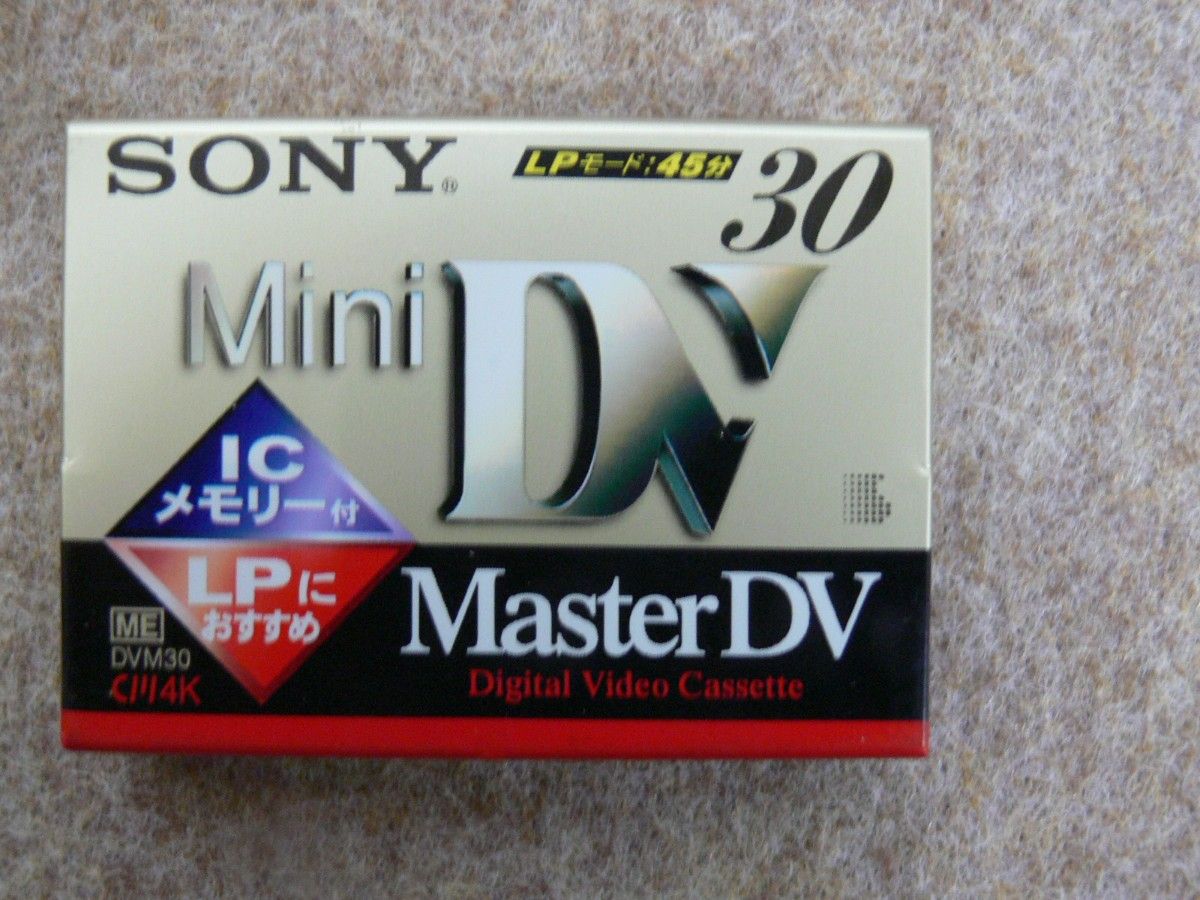 SONY®
LPモード:45分
30
Mini DV
IC
メモリー付
LPに
おすすめ
ME
DVM30
CM4K
Master DV
Digital Video Cassette